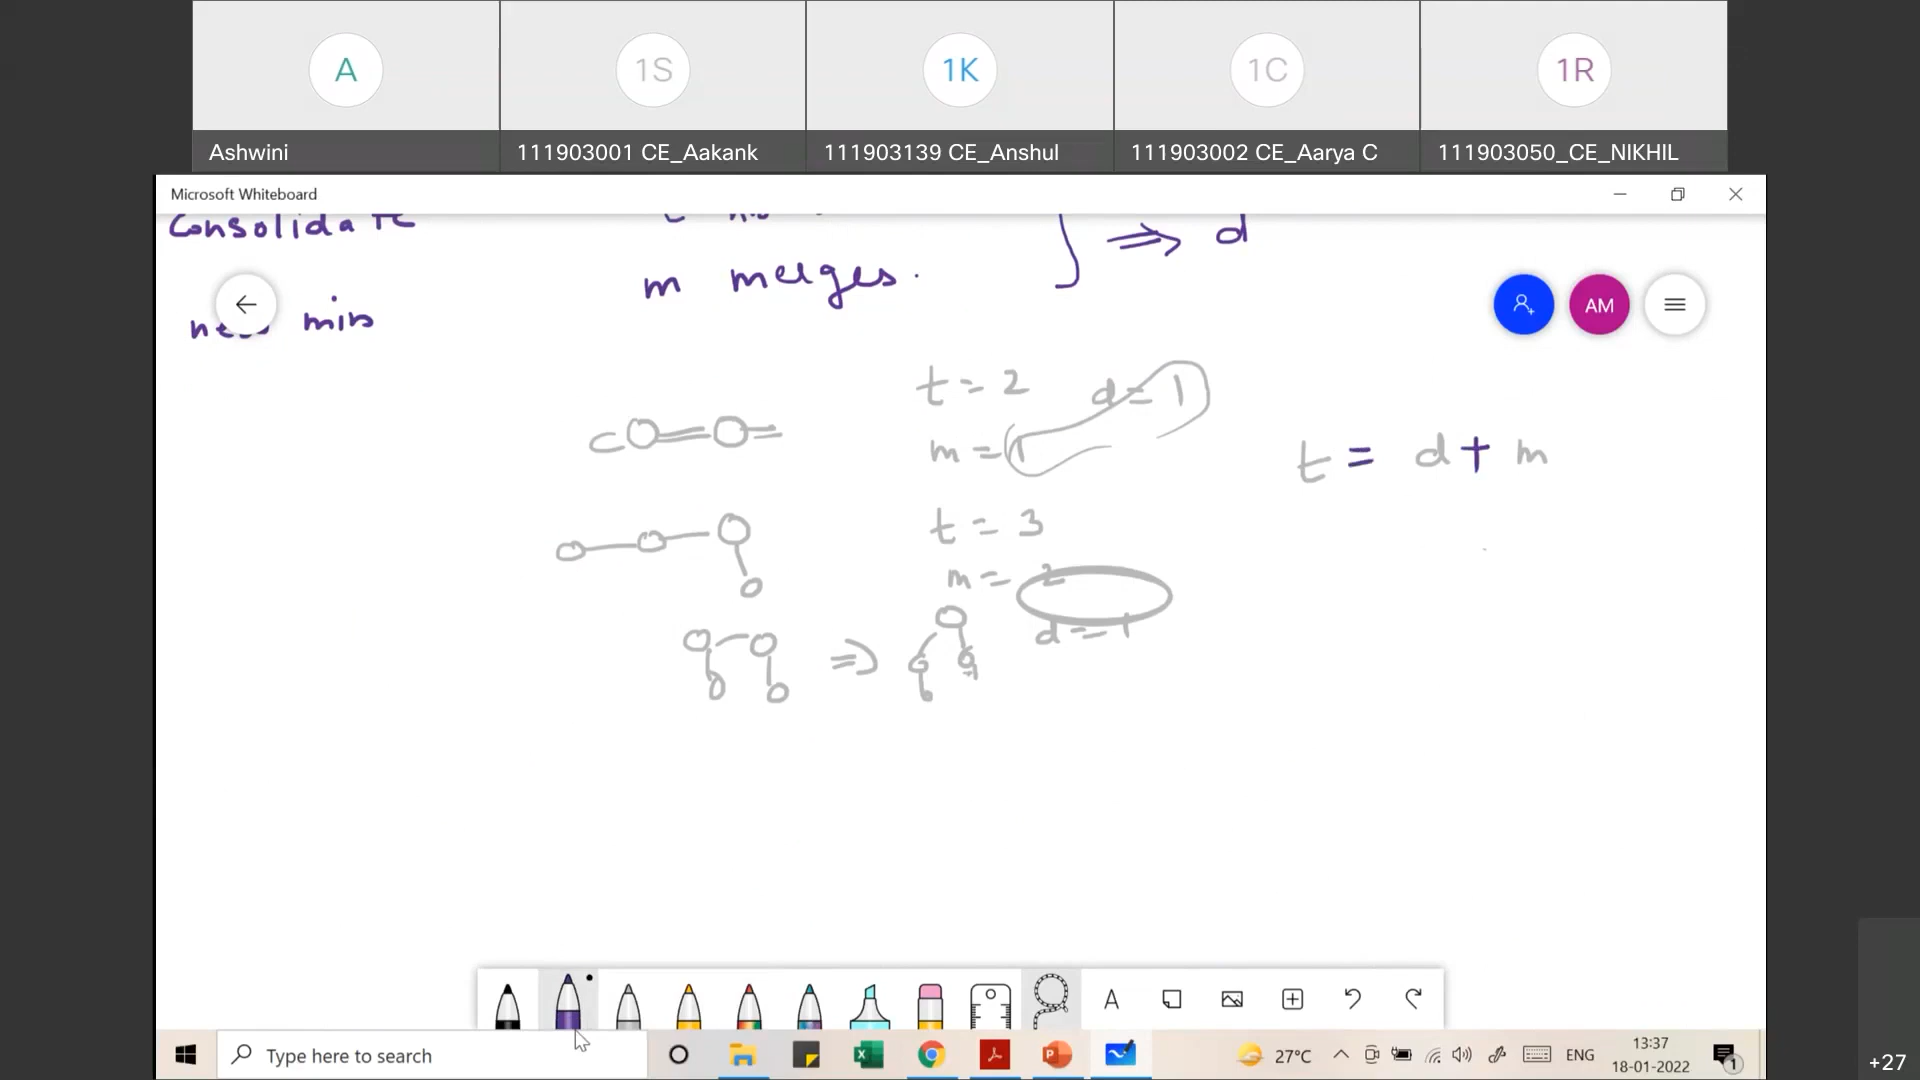 A
1S
1K
1C
1R
Ashwini
111903001 CE_Aakank
111903139 CE_Anshul
111903002 CE_Aarya C
111903050_CE_NIKHIL
Microsoft Whiteboard
Consolidate
⇒ d
m merges.
min
AM
t = 2 d = 1
m = 1
t = d + m
t = 3
m = 2
d = 1
⇒
A
Type here to search
27°C
ENG
13:37
18-01-2022
1
+27